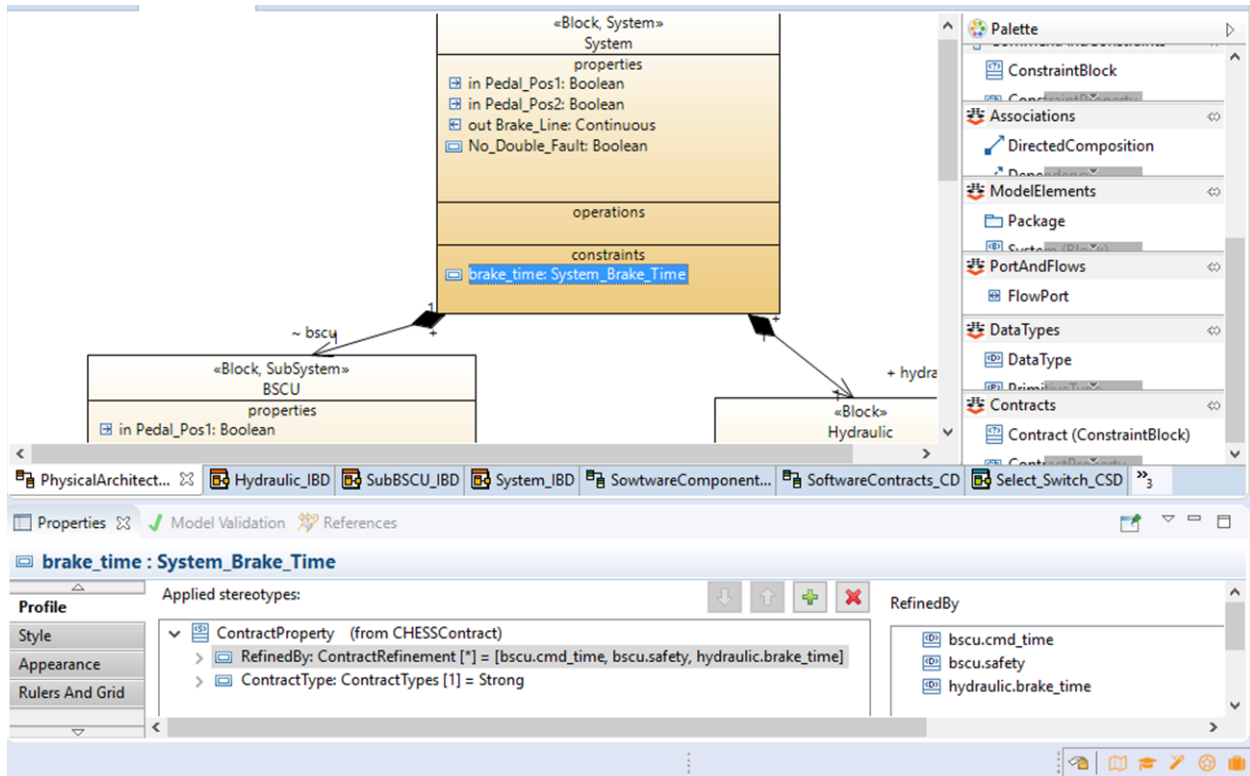 «Block, System»
System
properties
in Pedal_Pos1: Boolean
in Pedal_Pos2: Boolean
out Brake_Line: Continuous
No_Double_Fault: Boolean
operations
constraints
brake_time: System_Brake_Time
1
+
+
1
~ bscu
1
+ hydra
1
«Block, SubSystem»
BSCU
properties
in Pedal_Pos1: Boolean
«Block»
Hydraulic
Palette
ConstraintBlock
Associations
DirectedComposition
ModelElements
Package
PortAndFlows
FlowPort
DataTypes
DataType
Contracts
Contract (ConstraintBlock)
PhysicalArchitect... Hydraulic_IBD SubBSCU_IBD System_IBD SowtwareComponent... SoftwareContracts_CD Select_Switch_CSD »3
Properties Model Validation References
brake_time : System_Brake_Time
Profile
Style
Appearance
Rulers And Grid
Applied stereotypes:
ContractProperty (from CHESSContract)
RefinedBy: ContractRefinement [*] = [bscu.cmd_time, bscu.safety, hydraulic.brake_time]
ContractType: ContractTypes [1] = Strong
RefinedBy
bscu.cmd_time
bscu.safety
hydraulic.brake_time